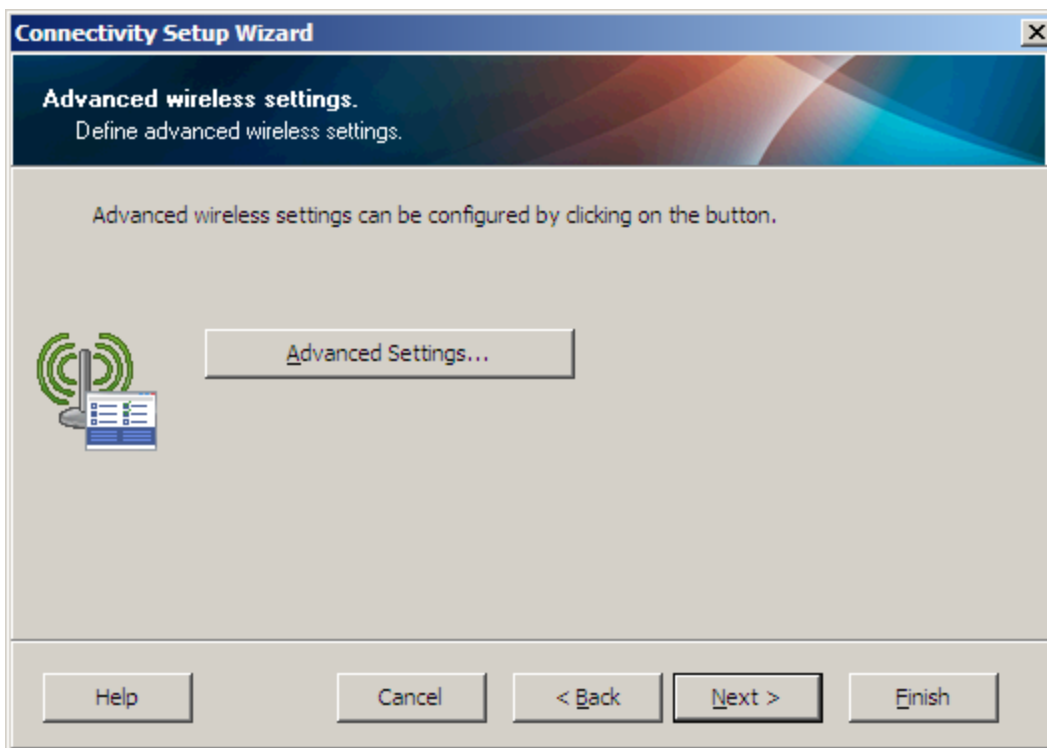 Connectivity Setup Wizard
Advanced wireless settings.
Define advanced wireless settings.
Advanced wireless settings can be configured by clicking on the button.
Advanced Settings...
Help
Cancel
< Back
Next >
Finish